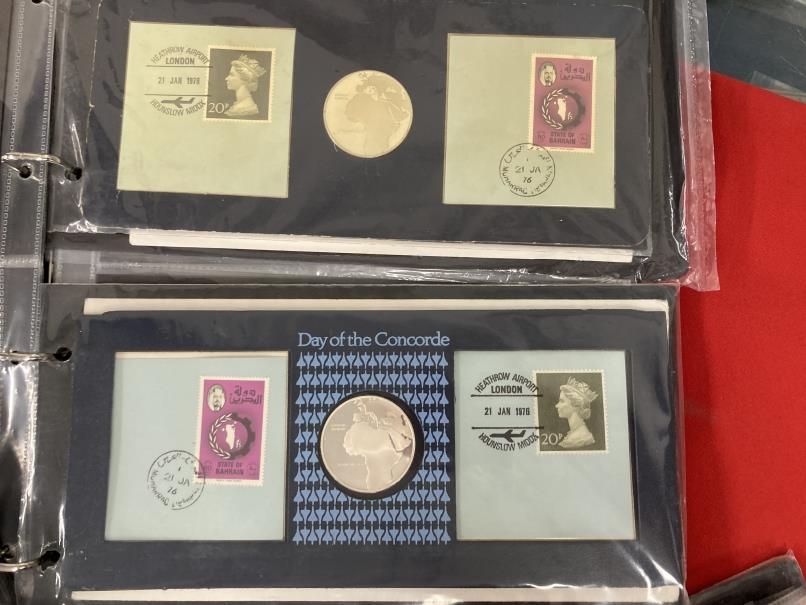 HEATHROW AIRPORT
LONDON
21 JAN 1976
HOUNSLOW MIDDX
20P
دولة
البحرين
STATE OF
BAHRAIN
21 JA
76
Day of the Concorde
دولة
البحرين
STATE OF
BAHRAIN
21 JA
76
HEATHROW AIRPORT
LONDON
21 JAN 1976
HOUNSLOW MIDDX
20P